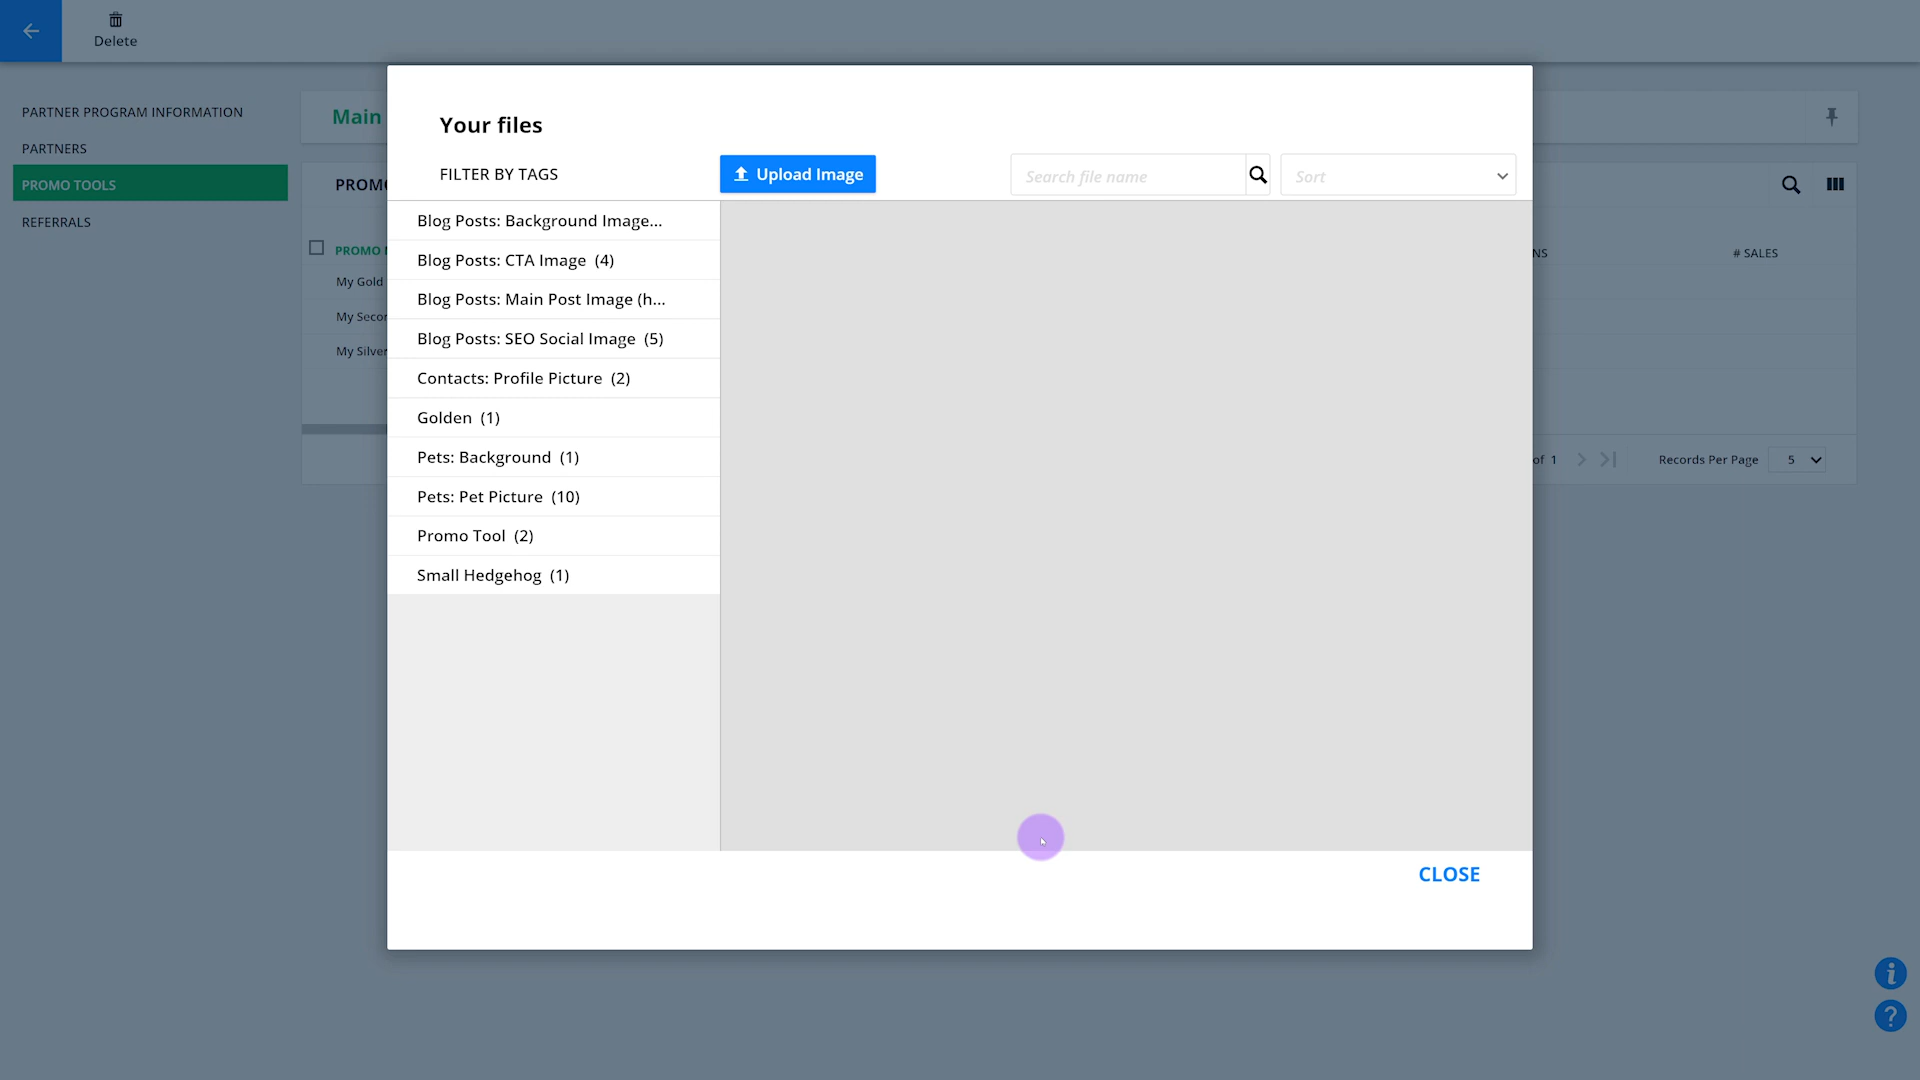 Delete
PARTNER PROGRAM INFORMATION
PARTNERS
PROMO TOOLS
REFERRALS
Main
PROMO
PROMO
My Gold
My Secon
My Silver
Your files
FILTER BY TAGS
Upload Image
Search file name
Sort
Blog Posts: Background Image...
Blog Posts: CTA Image (4)
Blog Posts: Main Post Image (h...
Blog Posts: SEO Social Image (5)
Contacts: Profile Picture (2)
Golden (1)
Pets: Background (1)
Pets: Pet Picture (10)
Promo Tool (2)
Small Hedgehog (1)
CLOSE
NS
# SALES
of 1
Records Per Page
5